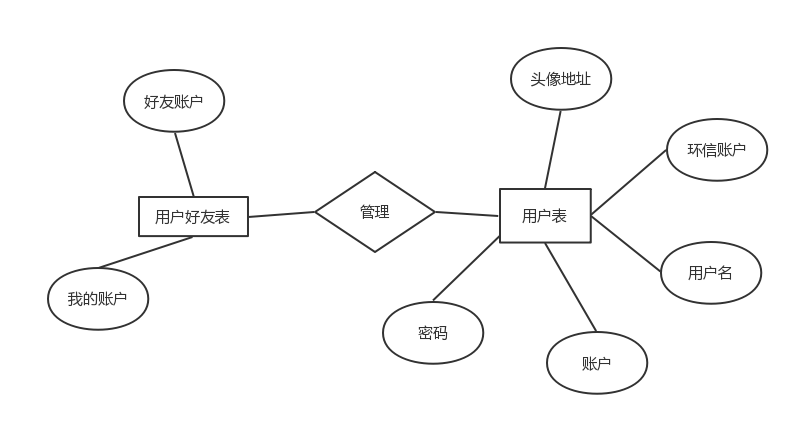 头像地址
好友账户
环信账户
管理
用户好友表
用户表
用户名
我的账户
密码
账户